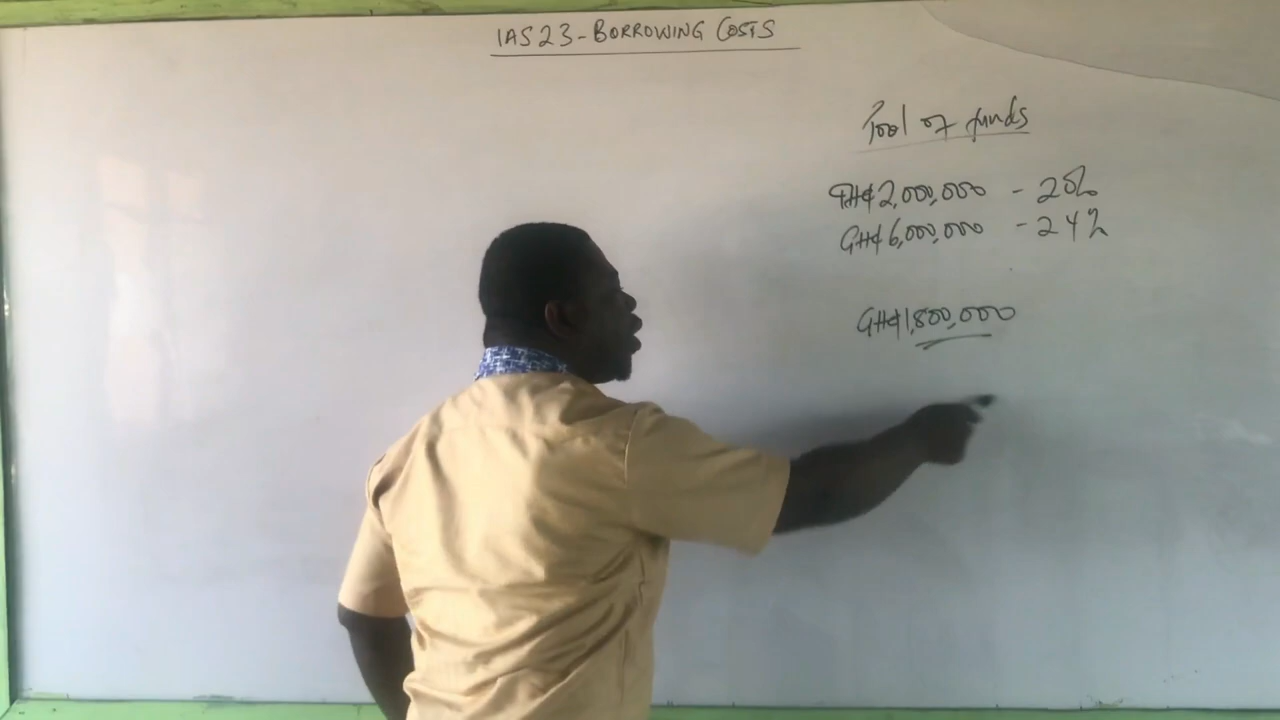 IAS 23 - BORROWING COSTS
Pool of funds
GH¢2,000,000 - 20%
GH¢6,000,000 - 24%
GH¢1,800,000